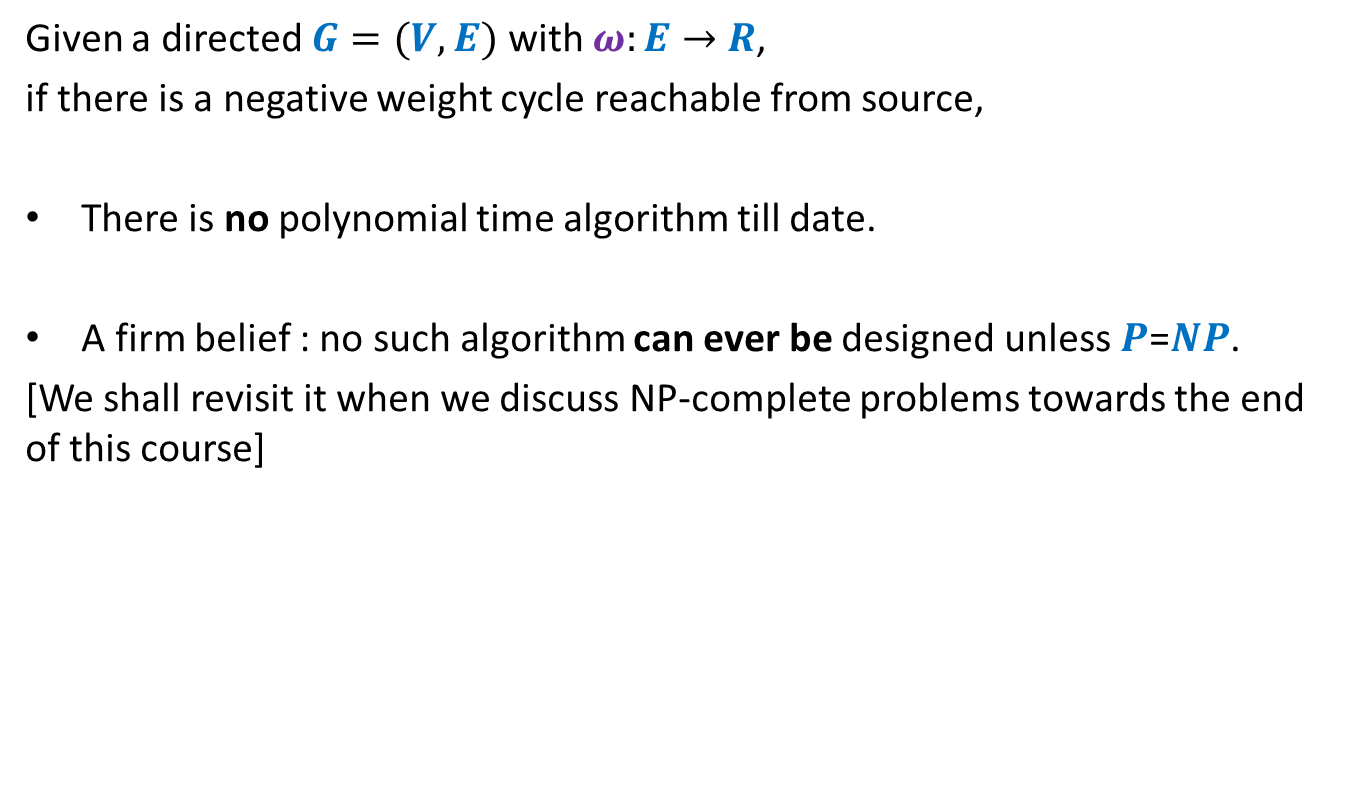 Given a directed G = (V, E) with ω: E → R,
if there is a negative weight cycle reachable from source,
• There is no polynomial time algorithm till date.
• A firm belief : no such algorithm can ever be designed unless P=NP.
[We shall revisit it when we discuss NP-complete problems towards the end
of this course]